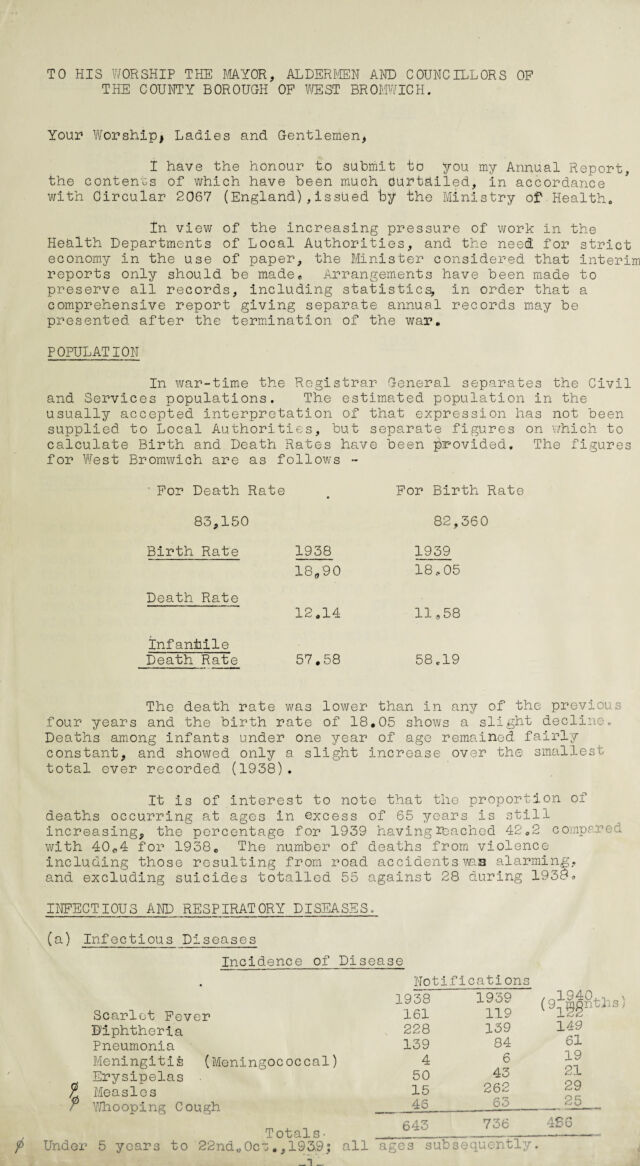 TO HIS WORSHIP THE MAYOR, ALDERMEN AND COUNCILLORS OF
THE COUNTY BOROUGH OF WEST BROMWICH.
Your Worship, Ladies and Gentlemen,
I have the honour to submit to you my Annual Report,
the contents of which have been much curtailed, in accordance
with Circular 2067 (England), issued by the Ministry of Health.
In view of the increasing pressure of work in the
Health Departments of Local Authorities, and the need for strict
economy in the use of paper, the Minister considered that interim
reports only should be made. Arrangements have been made to
preserve all records, including statistics, in order that a
comprehensive report giving separate annual records may be
presented after the termination of the war.
POPULATION
In war-time the Registrar General separates the Civil
and Services populations. The estimated population in the
usually accepted interpretation of that expression has not been
supplied to Local Authorities, but separate figures on which to
calculate Birth and Death Rates have been provided. The figures
for West Bromwich are as follows -
For Death Rate For Birth Rate
83,150 82,360
Birth Rate 1938 1939
18.90 18.05
Death Rate
12.14 11.58
Infantile
Death Rate 57.58 58.19
The death rate was lower than in any of the previous
four years and the birth rate of 18.05 shows a slight decline.
Deaths among infants under one year of age remained fairly
constant, and showed only a slight increase over the smallest
total ever recorded (1938).
It is of interest to note that the proportion of
deaths occurring at ages in excess of 65 years is still
increasing, the percentage for 1939 having reached 42.2 compared
with 40.4 for 1938. The number of deaths from violence
including those resulting from road accidents was alarming,
and excluding suicides totalled 55 against 28 during 1938.
INFECTIOUS AND RESPIRATORY DISEASES.
(a) Infectious Diseases
Incidence of Disease
Notifications
1938 1939 1940
(9 months)
Scarlet Fever 161 119 122
Diphtheria 228 159 149
Pneumonia 139 84 61
Meningitis (Meningococcal) 4 6 19
Erysipelas 50 43 21
ø Measles 15 262 29
ø Whooping Cough 46 63 25
Totals 643 736 426
ø Under 5 years to 22nd.Oct.,1939; all ages subsequently.
-1-